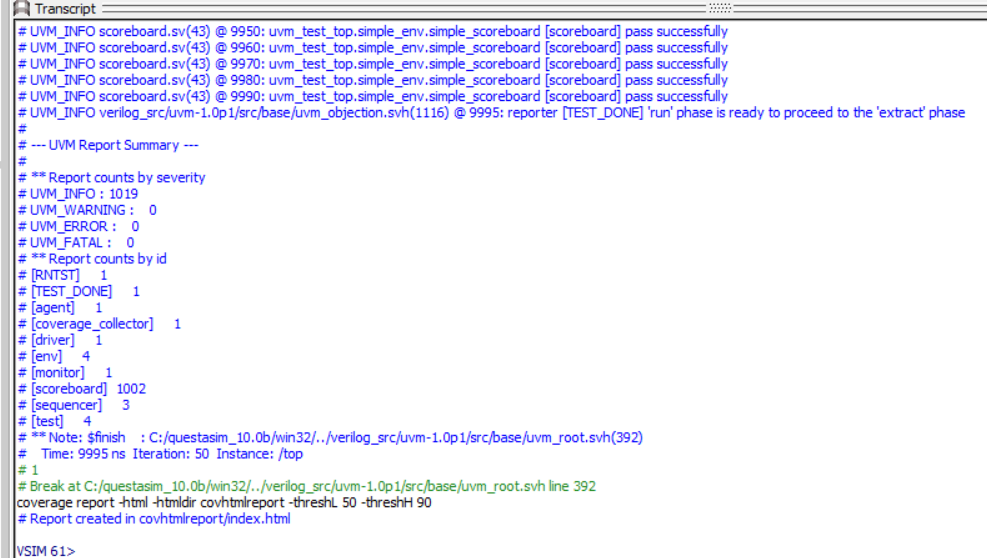 Transcript
# UVM_INFO scoreboard.sv(43) @ 9950: uvm_test_top.simple_env.simple_scoreboard [scoreboard] pass successfully
# UVM_INFO scoreboard.sv(43) @ 9960: uvm_test_top.simple_env.simple_scoreboard [scoreboard] pass successfully
# UVM_INFO scoreboard.sv(43) @ 9970: uvm_test_top.simple_env.simple_scoreboard [scoreboard] pass successfully
# UVM_INFO scoreboard.sv(43) @ 9980: uvm_test_top.simple_env.simple_scoreboard [scoreboard] pass successfully
# UVM_INFO scoreboard.sv(43) @ 9990: uvm_test_top.simple_env.simple_scoreboard [scoreboard] pass successfully
# UVM_INFO verilog_src/uvm-1.0p1/src/base/uvm_objection.svh(1116) @ 9995: reporter [TEST_DONE] 'run' phase is ready to proceed to the 'extract' phase
#
# --- UVM Report Summary ---
#
# ** Report counts by severity
# UVM_INFO : 1019
# UVM_WARNING : 0
# UVM_ERROR : 0
# UVM_FATAL : 0
# ** Report counts by id
# [RNTST] 1
# [TEST_DONE] 1
# [agent] 1
# [coverage_collector] 1
# [driver] 1
# [env] 4
# [monitor] 1
# [scoreboard] 1002
# [sequencer] 3
# [test] 4
# ** Note: $finish : C:/questasim_10.0b/win32/../verilog_src/uvm-1.0p1/src/base/uvm_root.svh(392)
# Time: 9995 ns Iteration: 50 Instance: /top
# 1
# Break at C:/questasim_10.0b/win32/../verilog_src/uvm-1.0p1/src/base/uvm_root.svh line 392
coverage report -html -htmldir covhtmlreport -threshL 50 -threshH 90
# Report created in covhtmlreport/index.html
VSIM 61>